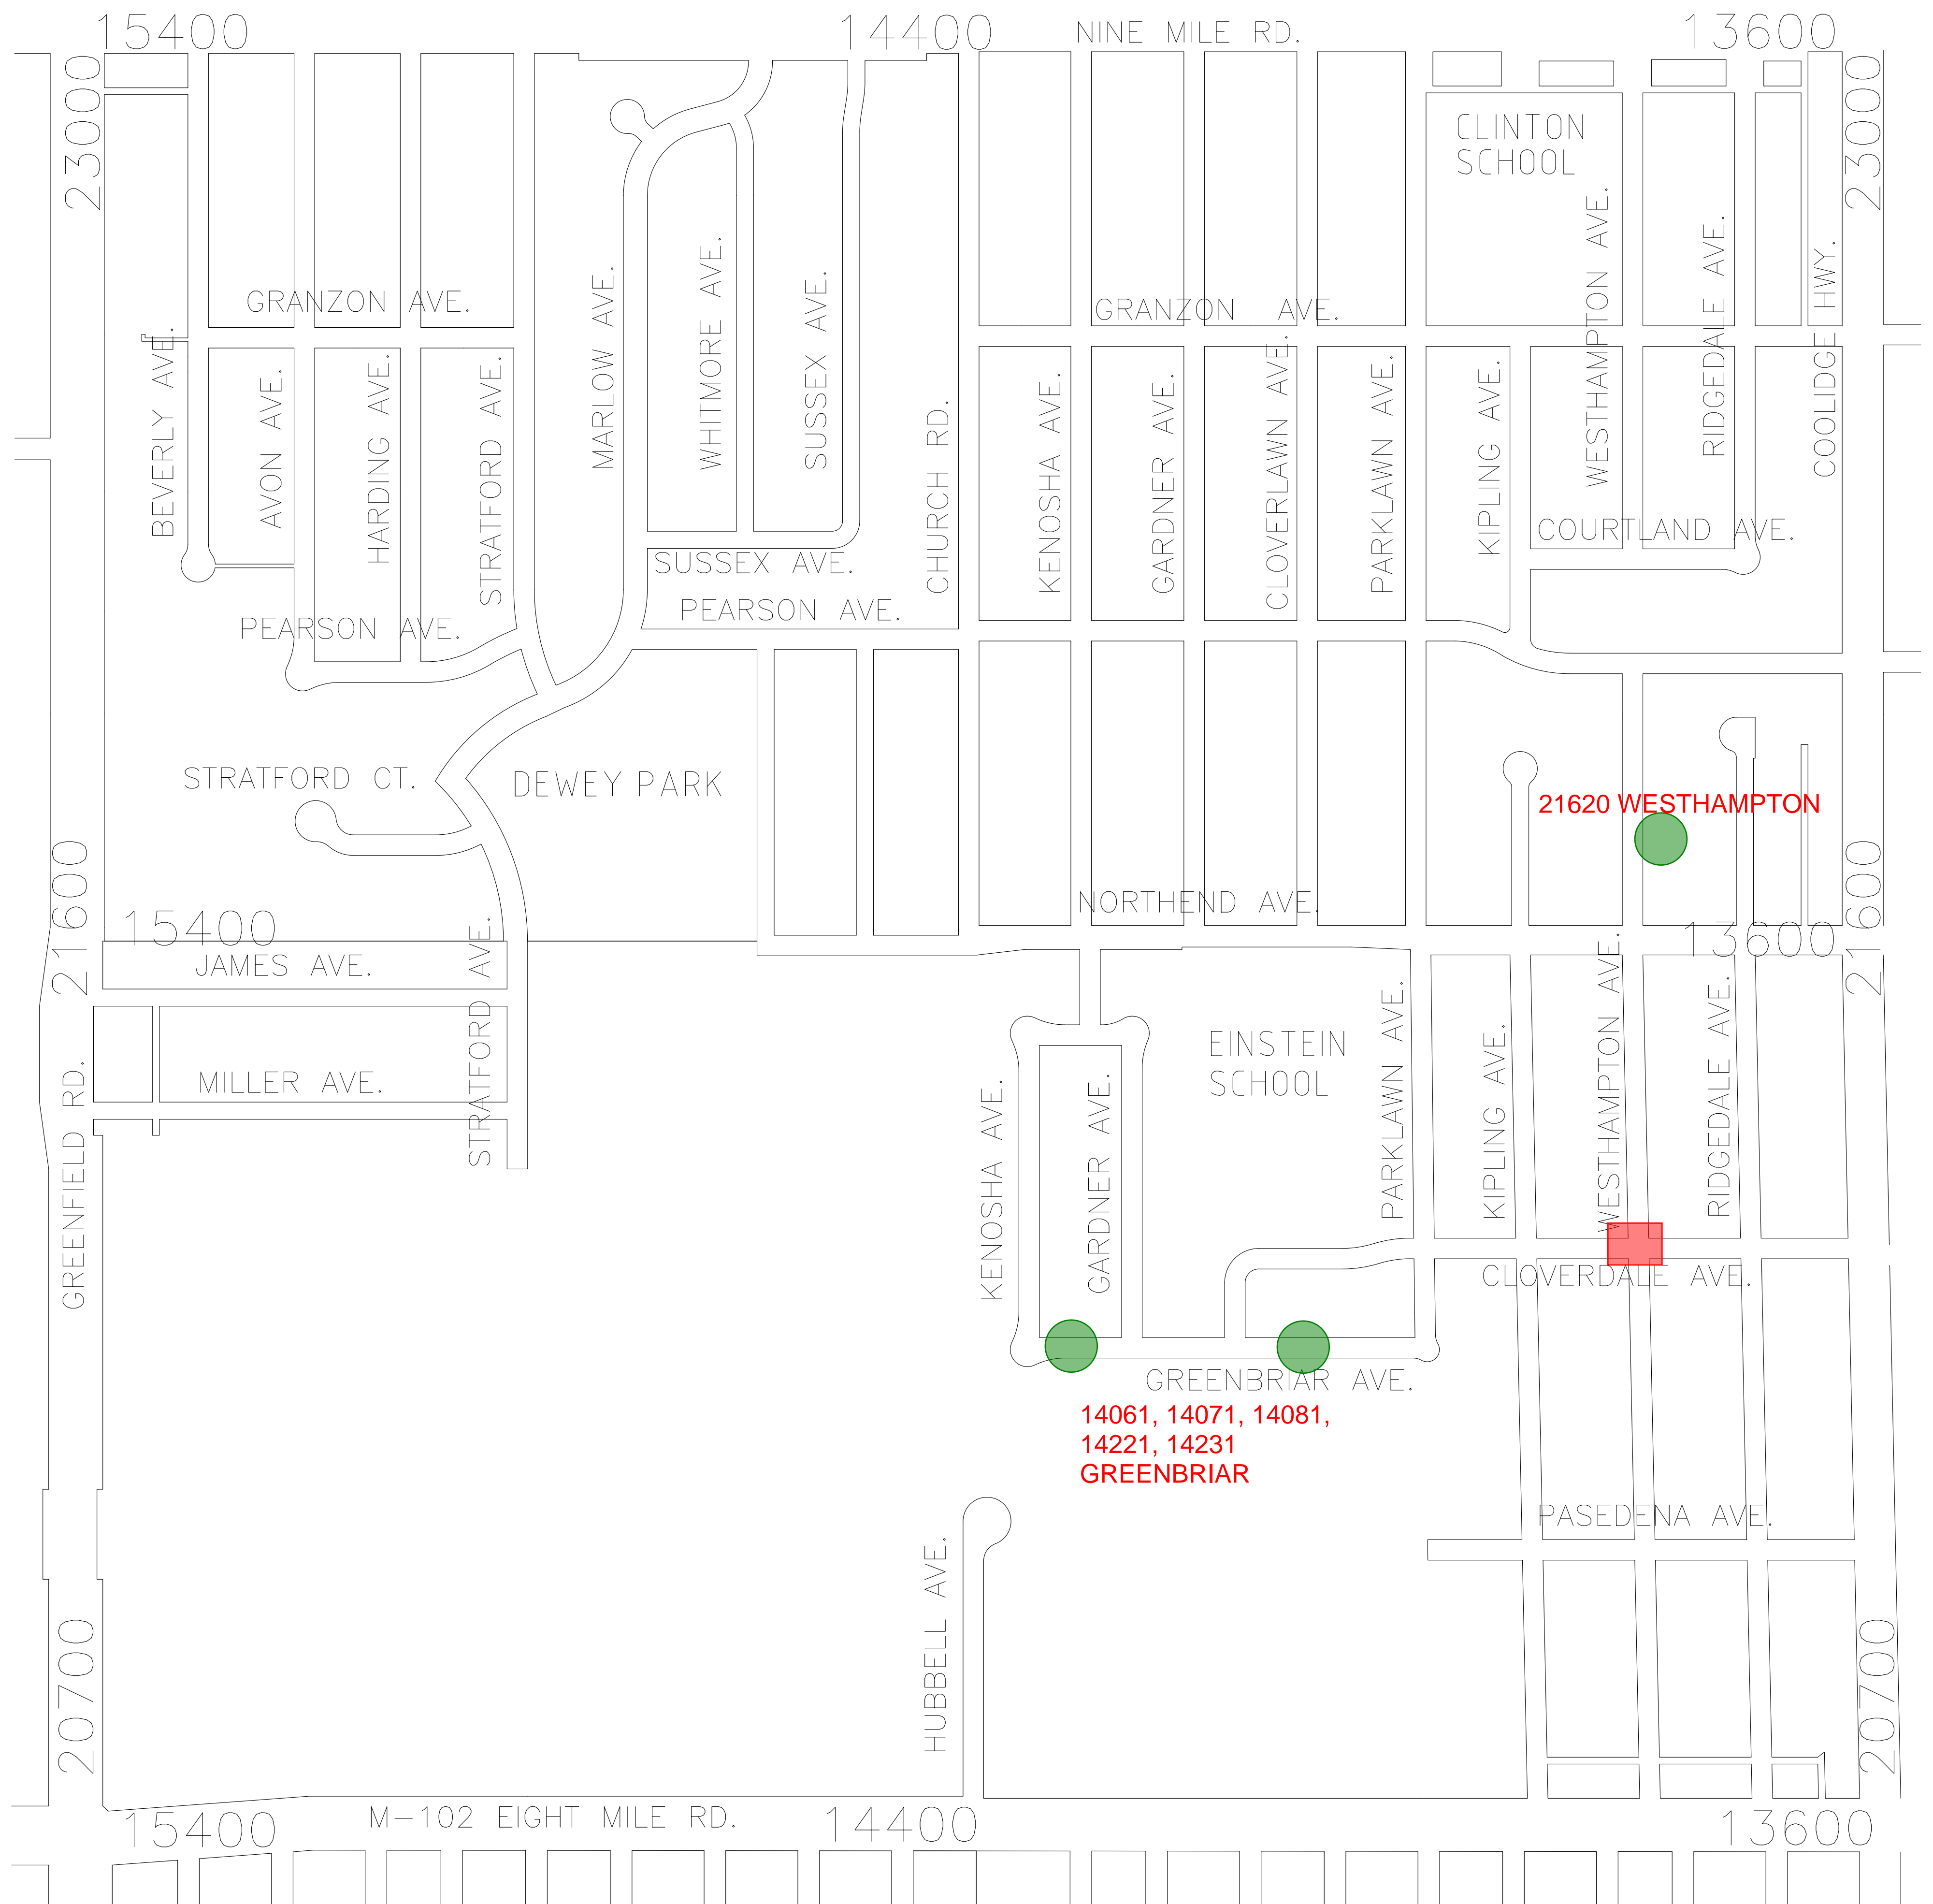 15400
14400
NINE MILE RD.
13600
23000
23000
CLINTON
SCHOOL
GRANZON AVE.
GRANZON AVE.
BEVERLY AVE.
AVON AVE.
HARDING AVE.
STRATFORD AVE.
MARLOW AVE.
WHITMORE AVE.
SUSSEX AVE.
CHURCH RD.
KENOSHA AVE.
GARDNER AVE.
CLOVERLAWN AVE.
PARKLAWN AVE.
KIPLING AVE.
WESTHAMPTON AVE.
RIDGEDALE AVE.
COOLIDGE HWY.
COURTLAND AVE.
SUSSEX AVE.
PEARSON AVE.
PEARSON AVE.
STRATFORD CT.
DEWEY PARK
21620 WESTHAMPTON
21600
21600
NORTHEND AVE.
15400
13600
JAMES AVE.
STRATFORD AVE.
MILLER AVE.
EINSTEIN
SCHOOL
GREENFIELD RD.
KENOSHA AVE.
GARDNER AVE.
PARKLAWN AVE.
KIPLING AVE.
WESTHAMPTON AVE.
RIDGEDALE AVE.
CLOVERDALE AVE.
GREENBRIAR AVE.
14061, 14071, 14081,
14221, 14231
GREENBRIAR
PASEDENA AVE.
HUBBELL AVE.
20700
20700
M-102 EIGHT MILE RD.
15400
14400
13600